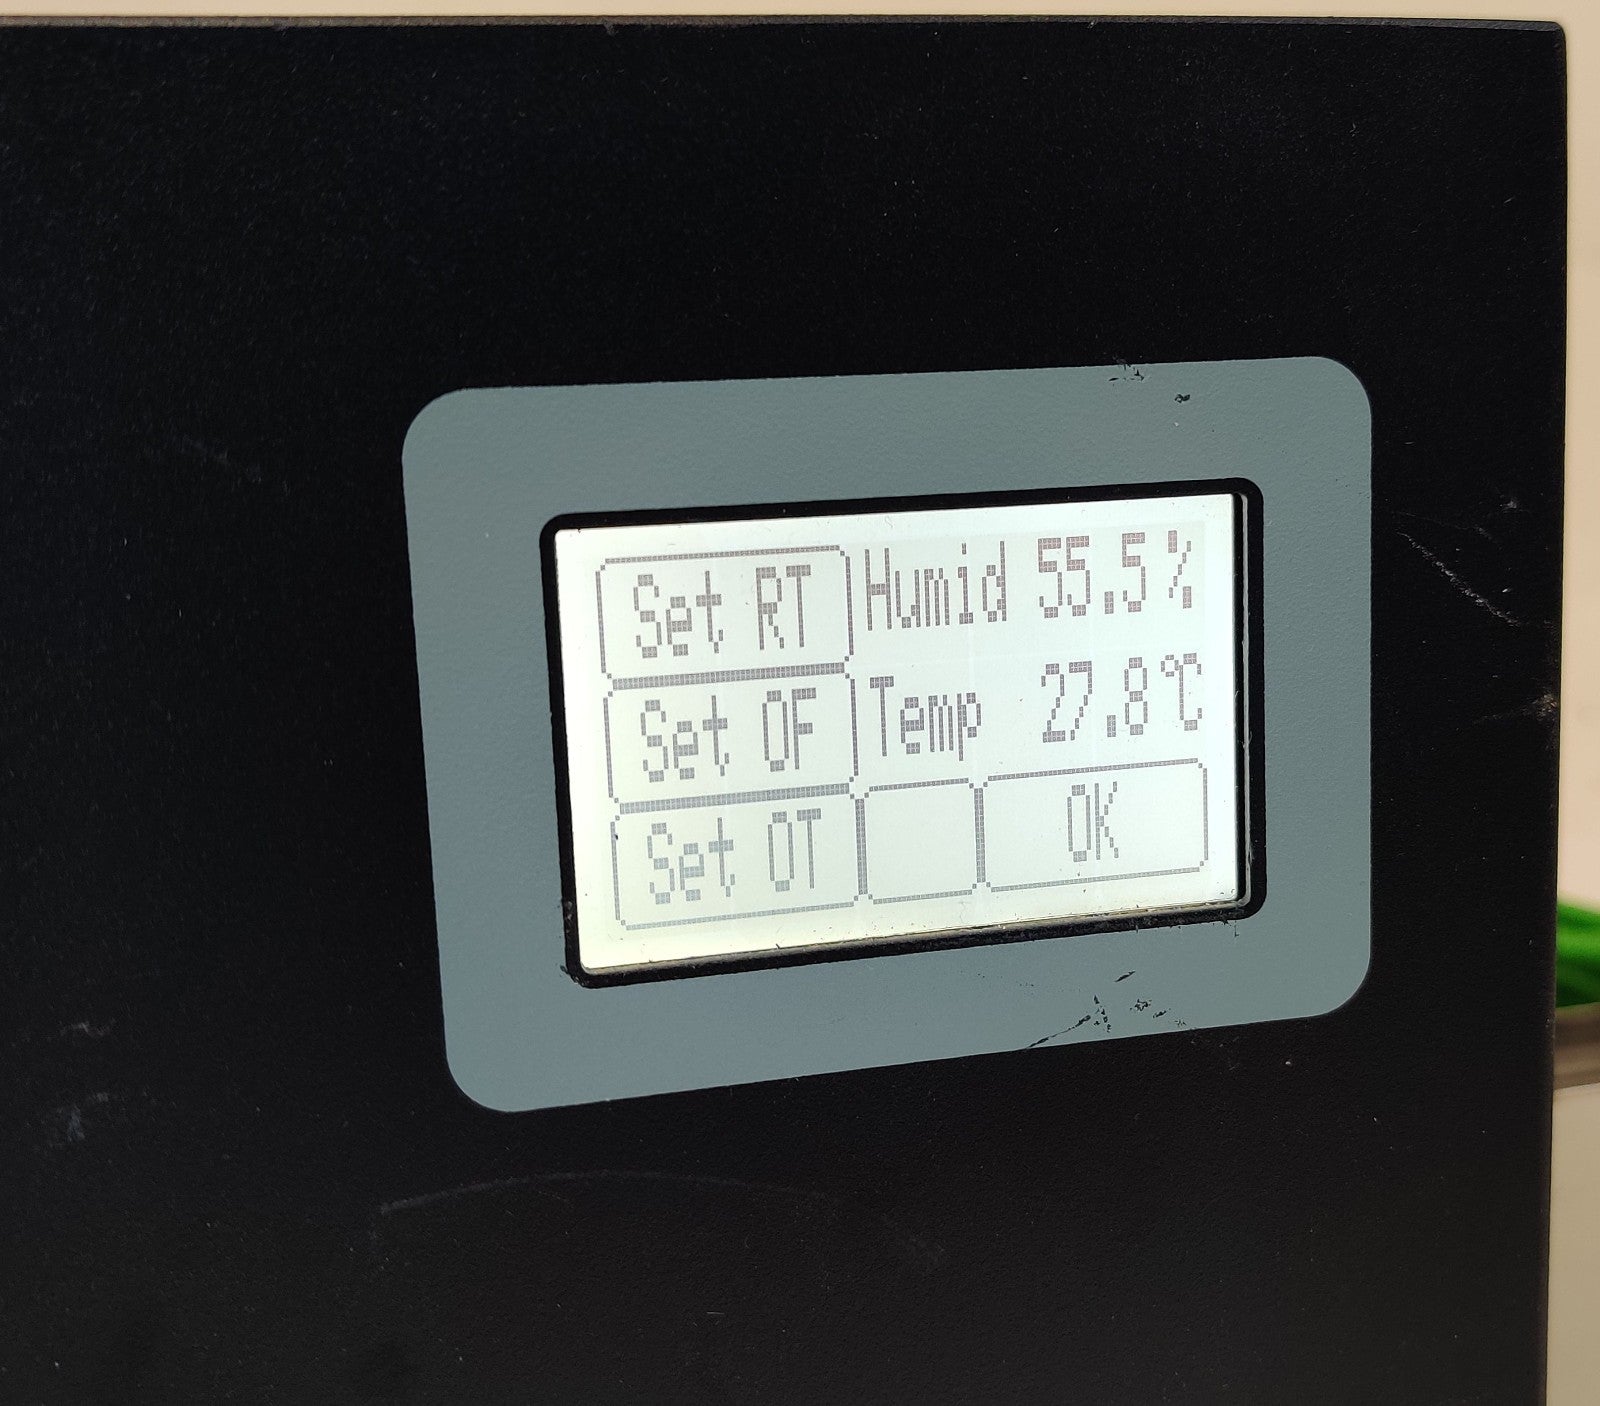 Set RT Humid 55.5%
Set OF Temp 27.8℃
Set OT OK